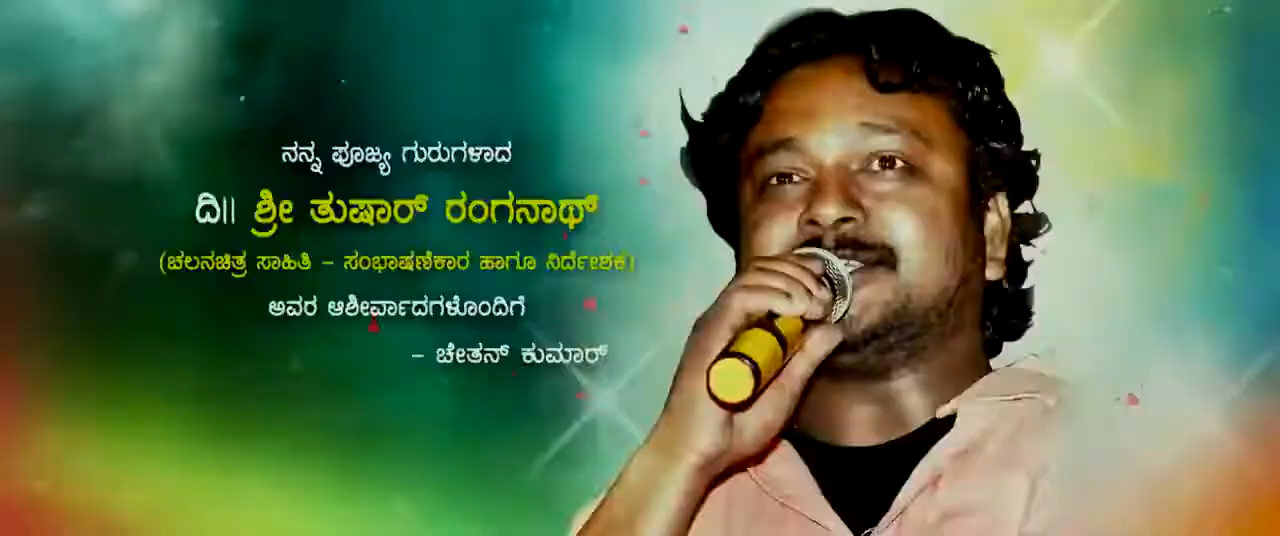 ನನ್ನ ಪೂಜ್ಯ ಗುರುಗಳಾದ
ದಿ|| ಶ್ರೀ ತುಷಾರ್ ರಂಗನಾಥ್
(ಚಲನಚಿತ್ರ ಸಾಹಿತಿ - ಸಂಭಾಷಣೆಕಾರ ಹಾಗೂ ನಿರ್ದೇಶಕ)
ಅವರ ಆಶೀರ್ವಾದಗಳೊಂದಿಗೆ
- ಚೇತನ್ ಕುಮಾರ್